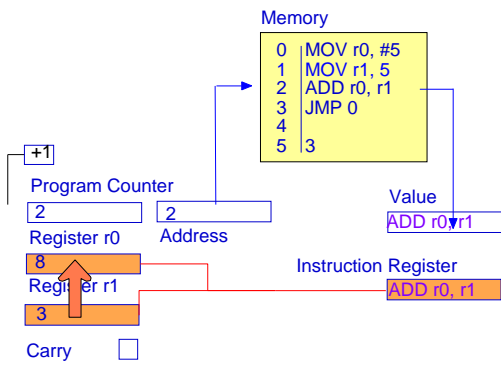 Memory
0 MOV r0, #5
1 MOV r1, 5
2 ADD r0, r1
3 JMP 0
4
5 3
+1
Program Counter
2
2
Address
Value
ADD r0, r1
Register r0
8
Instruction Register
ADD r0, r1
Register r1
3
Carry